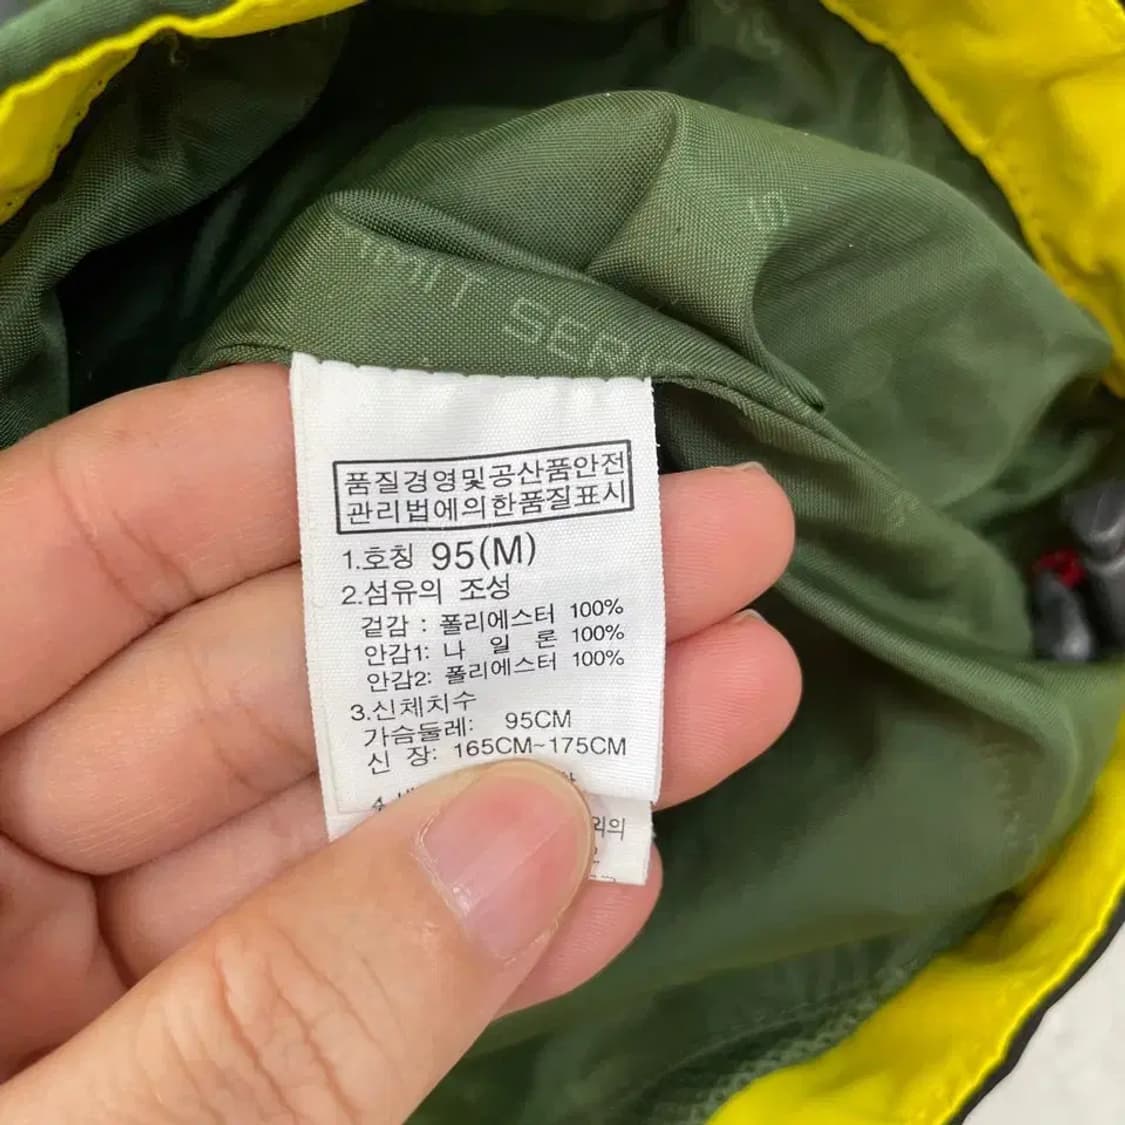 SER
품질경영및공산품안전
관리법에의한품질표시
1.호칭 95(M)
2.섬유의 조성
겉감 : 폴리에스터 100%
안감1: 나 일 론 100%
안감2: 폴리에스터 100%
3.신체치수
가슴둘레: 95CM
신 장: 165CM~175CM